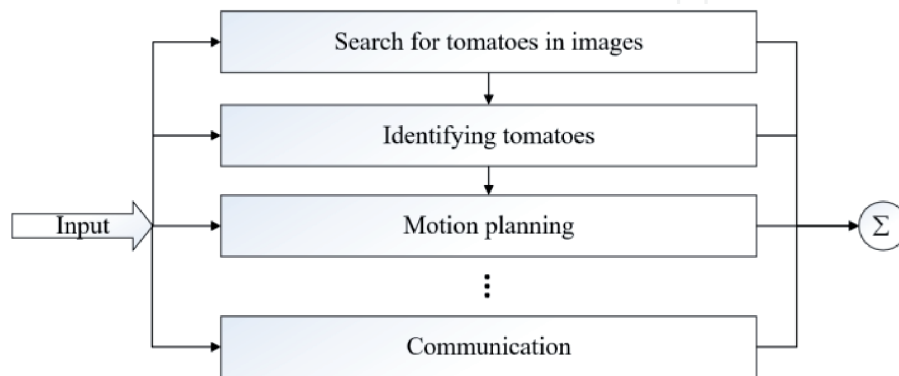 Search for tomatoes in images
Identifying tomatoes
Input
Motion planning
⋮
Communication
Σ